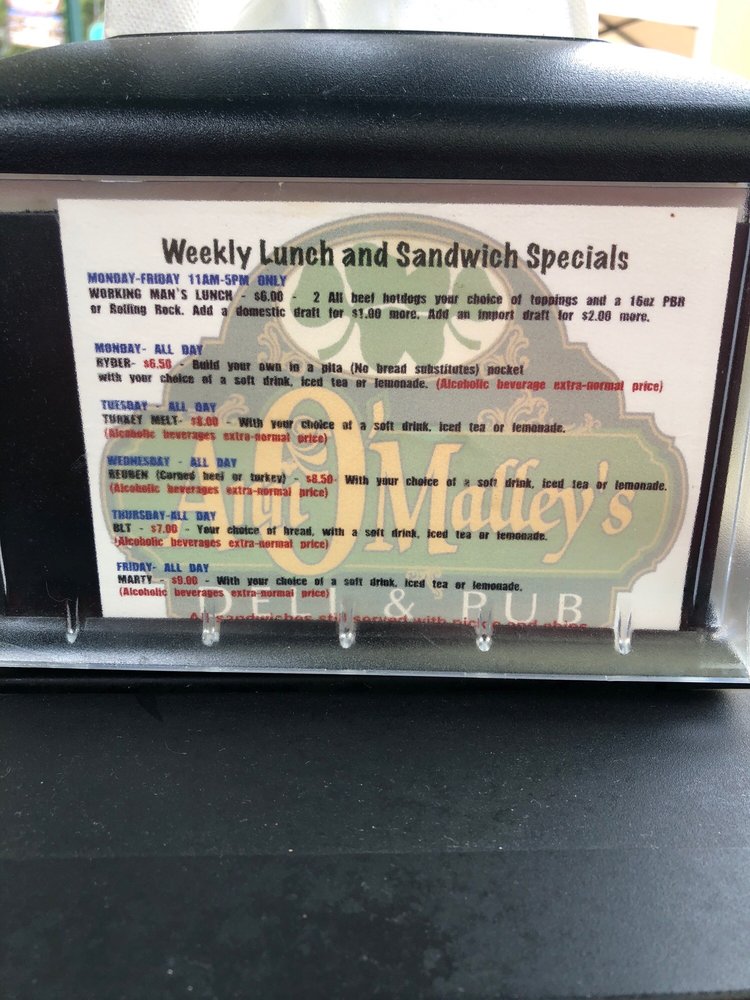 Weekly Lunch and Sandwich Specials
MONDAY-FRIDAY 11AM-5PM ONLY
WORKING MAN'S LUNCH - $6.00 - 2 All beef hotdogs your choice of toppings and a 16oz PBR
or Rolling Rock. Add a domestic draft for $1.00 more. Add an import draft for $2.00 more.
MONDAY- ALL DAY
RYDER- $6.50 - Build your own in a pita (No bread substitutes) pocket
with your choice of a soft drink, iced tea or lemonade. (Alcoholic beverage extra-normal price)
TUESDAY - ALL DAY
TURKEY MELT- $8.00 - With your choice of a soft drink, iced tea or lemonade.
(Alcoholic beverages extra-normal price)
WEDNESDAY - ALL DAY
REUBEN (Corned beef or turkey) - $8.50- With your choice of a soft drink, iced tea or lemonade.
(Alcoholic beverages extra-normal price)
THURSDAY-ALL DAY
BLT - $7.00 - Your choice of bread, with a soft drink, iced tea or lemonade.
(Alcoholic beverages extra-normal price)
FRIDAY- ALL DAY
MARTY - $9.00 - With your choice of a soft drink, iced tea or lemonade.
(Alcoholic beverages extra-normal price)
All sandwiches still served with pickle and chips
O'Malley's
DELI & PUB